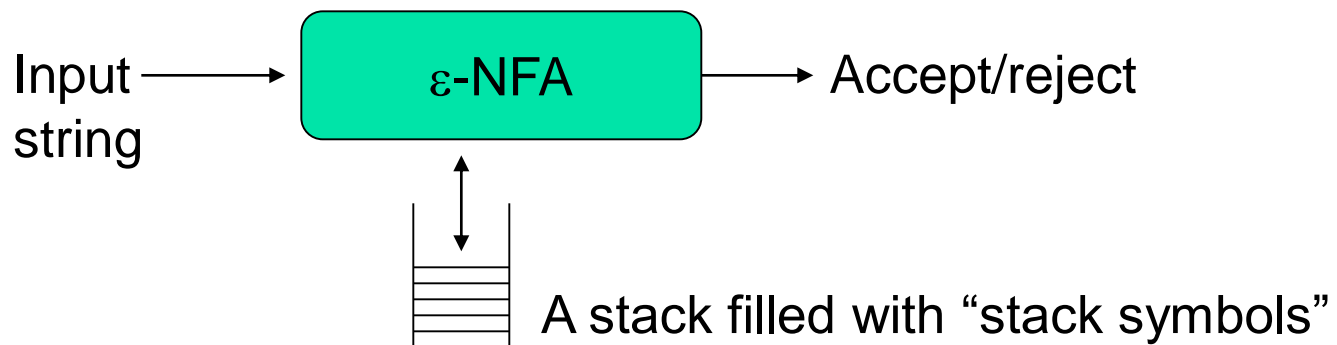 Input
string
ε-NFA
Accept/reject
A stack filled with “stack symbols”